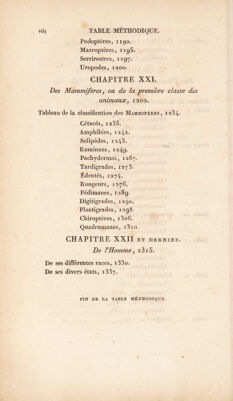 viij TABLE MÉTHODIQUE.
Podoptères, 1192.
Macroptères, 1195.
Serrirostres, 1197.
Uropodes, 1200.
CHAPITRE XXI.
Des Mammifères, ou de la première classe des
animaux, 1202.
Tableau de la classification des MAMMIFÈRES, 1234.
Cétacés, 1236.
Amphibies, 1242.
Solipèdes, 1245.
Ruminans, 1249.
Pachydermes, 1267.
Tardigrades, 1273.
Édentés, 1274.
Rongeurs, 1276.
Pédimanes, 1289.
Digitigrades, 1290.
Plantigrades, 1298.
Chiroptères, 1306.
Quadrumanes, 1310.
CHAPITRE XXII ET DERNIER.
De l'Homme, 1315.
De ses différentes races, 1330.
De ses divers états, 1337.
FIN DE LA TABLE MÉTHODIQUE.